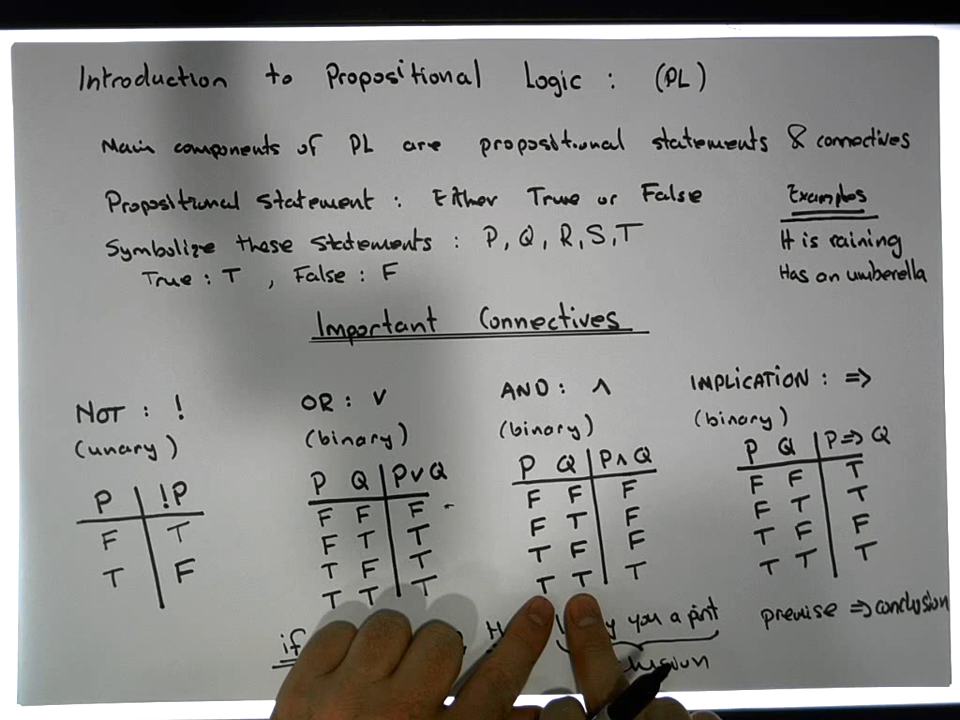 Introduction to Propositional Logic : (PL)
Main components of PL are propositional statements & connectives
Propositional statement : Either True or False
Symbolize these statements : P, Q, R, S, T
True : T , False : F
Examples
It is raining
Has an umberella
Important Connectives
NOT : !
(unary)
P !P
F T
T F
OR : ∨
(binary)
P Q P∨Q
F F F
F T T
T F T
T T T
AND : ∧
(binary)
P Q P∧Q
F F F
F T F
T F F
T T T
IMPLICATION : =>
(binary)
P Q P=>Q
F F T
F T T
T F F
T T T
if you a pint
premise => conclusion